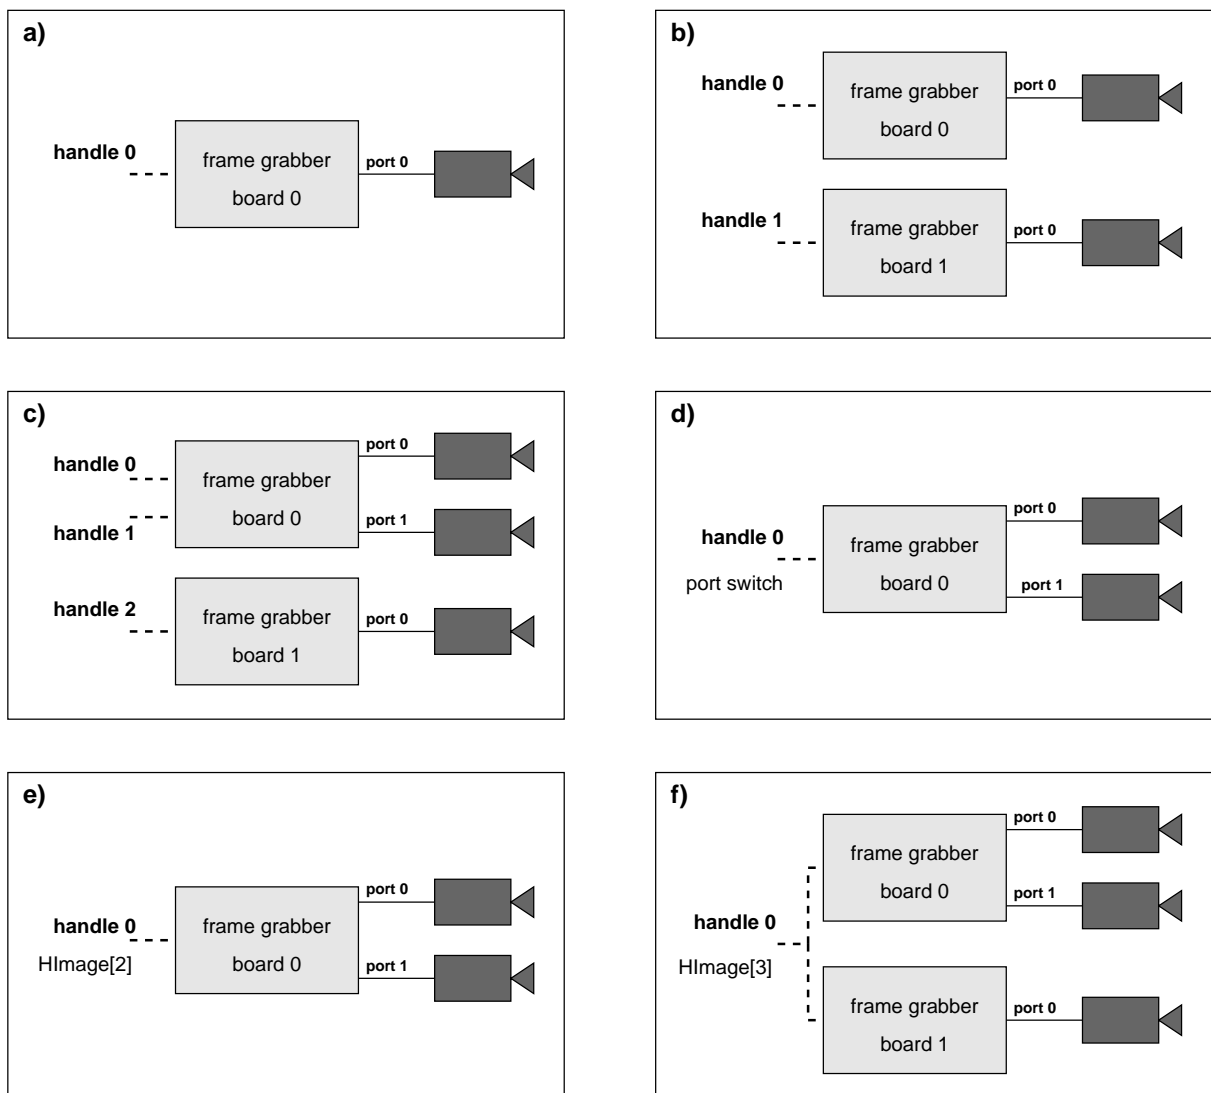 a)
handle 0
frame grabber
board 0
port 0
b)
handle 0
frame grabber
board 0
port 0
handle 1
frame grabber
board 1
port 0
c)
handle 0
handle 1
frame grabber
board 0
port 0
port 1
handle 2
frame grabber
board 1
port 0
d)
handle 0
port switch
frame grabber
board 0
port 0
port 1
e)
handle 0
HImage[2]
frame grabber
board 0
port 0
port 1
f)
handle 0
HImage[3]
frame grabber
board 0
port 0
port 1
frame grabber
board 1
port 0